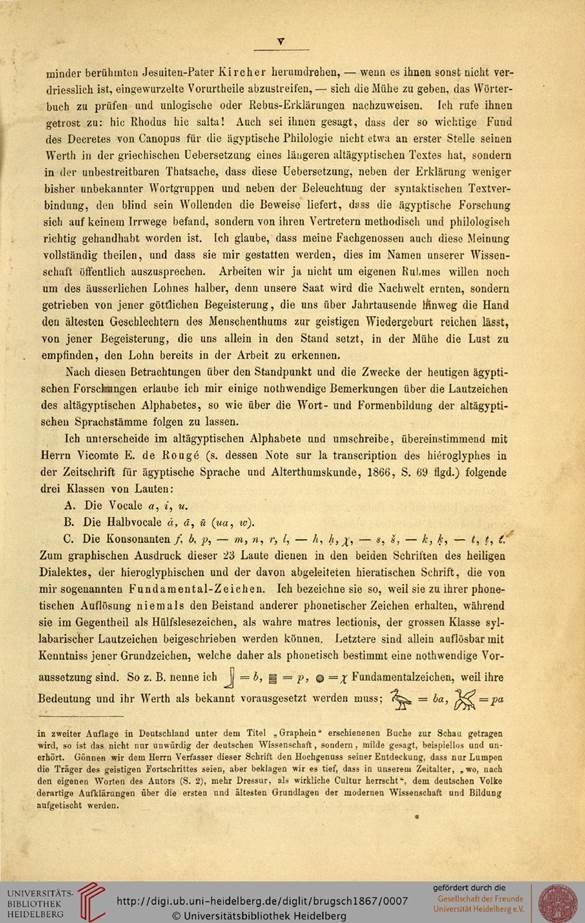 V
minder berühmten Jesuiten-Pater Kircher herumdrehen, — wenn es ihnen sonst nicht ver-
driesslich ist, eingewurzelte Vorurtheile abzustreifen, — sich die Mühe zu geben, das Wörter-
buch zu prüfen und unlogische oder Rebus-Erklärungen nachzuweisen. Ich rufe ihnen
getrost zu: hic Rhodus hic salta! Auch sei ihnen gesagt, dass der so wichtige Fund
des Decretes von Canopus für die ägyptische Philologie nicht etwa an erster Stelle seinen
Werth in der griechischen Uebersetzung eines längeren altägyptischen Textes hat, sondern
in der unbestreitbaren Thatsache, dass diese Uebersetzung, neben der Erklärung weniger
bisher unbekannter Wortgruppen und neben der Beleuchtung der syntaktischen Textver-
bindung, den blind sein Wollenden die Beweise liefert, dass die ägyptische Forschung
sich auf keinem Irrwege befand, sondern von ihren Vertretern methodisch und philologisch
richtig gehandhabt worden ist. Ich glaube, dass meine Fachgenossen auch diese Meinung
vollständig theilen, und dass sie mir gestatten werden, dies im Namen unserer Wissen-
schaft öffentlich auszusprechen. Arbeiten wir ja nicht um eigenen Ruhmes willen noch
um des äusserlichen Lohnes halber, denn unsere Saat wird die Nachwelt ernten, sondern
getrieben von jener göttlichen Begeisterung, die uns über Jahrtausende hinweg die Hand
den ältesten Geschlechtern des Menschenthums zur geistigen Wiedergeburt reichen lässt,
von jener Begeisterung, die uns allein in den Stand setzt, in der Mühe die Lust zu
empfinden, den Lohn bereits in der Arbeit zu erkennen.
Nach diesen Betrachtungen über den Standpunkt und die Zwecke der heutigen ägypti-
schen Forschungen erlaube ich mir einige nothwendige Bemerkungen über die Lautzeichen
des altägyptischen Alphabetes, so wie über die Wort- und Formenbildung der altägypti-
schen Sprachstämme folgen zu lassen.
Ich unterscheide im altägyptischen Alphabete und umschreibe, übereinstimmend mit
Herrn Vicomte E. de Rougé (s. dessen Note sur la transcription des hiéroglyphes in
der Zeitschrift für ägyptische Sprache und Alterthumskunde, 1866, S. 69 flgd.) folgende
drei Klassen von Lauten:
A. Die Vocale a, i, u.
B. Die Halbvocale á, ā, ū (ua, w).
C. Die Konsonanten f, b, p, — m, n, r, l, — h, ḥ, χ, — s, š, — k, ḳ, — t, ṭ, t.
Zum graphischen Ausdruck dieser 23 Laute dienen in den beiden Schriften des heiligen
Dialektes, der hieroglyphischen und der davon abgeleiteten hieratischen Schrift, die von
mir sogenannten Fundamental-Zeichen. Ich bezeichne sie so, weil sie zu ihrer phone-
tischen Auflösung niemals den Beistand anderer phonetischer Zeichen erhalten, während
sie im Gegentheil als Hülfslesezeichen, als wahre matres lectionis, der grossen Klasse syl-
labarischer Lautzeichen beigeschrieben werden können. Letztere sind allein auflösbar mit
Kenntniss jener Grundzeichen, welche daher als phonetisch bestimmt eine nothwendige Vor-
aussetzung sind. So z. B. nenne ich 𓃀 = b, 𓊪 = p, 𓐍 = χ Fundamentalzeichen, weil ihre
Bedeutung und ihr Werth als bekannt vorausgesetzt werden muss; = ba, = pa
in zweiter Auflage in Deutschland unter dem Titel „Graphein“ erschienenen Buche zur Schau getragen
wird, so ist das nicht nur unwürdig der deutschen Wissenschaft, sondern, milde gesagt, beispiellos und un-
erhört. Gönnen wir dem Herrn Verfasser dieser Schrift den Hochgenuss seiner Entdeckung, dass nur Lumpen
die Träger des geistigen Fortschrittes seien, aber beklagen wir es tief, dass in unserem Zeitalter, „wo, nach
den eigenen Worten des Autors (S. 2), mehr Dressur, als wirkliche Cultur herrscht“, dem deutschen Volke
derartige Aufklärungen über die ersten und ältesten Grundlagen der modernen Wissenschaft und Bildung
aufgetischt werden.
*
UNIVERSITÄTS-
BIBLIOTHEK
HEIDELBERG
http://digi.ub.uni-heidelberg.de/diglit/brugsch1867/0007
© Universitätsbibliothek Heidelberg
gefördert durch die
Gesellschaft der Freunde
Universität Heidelberg e.V.